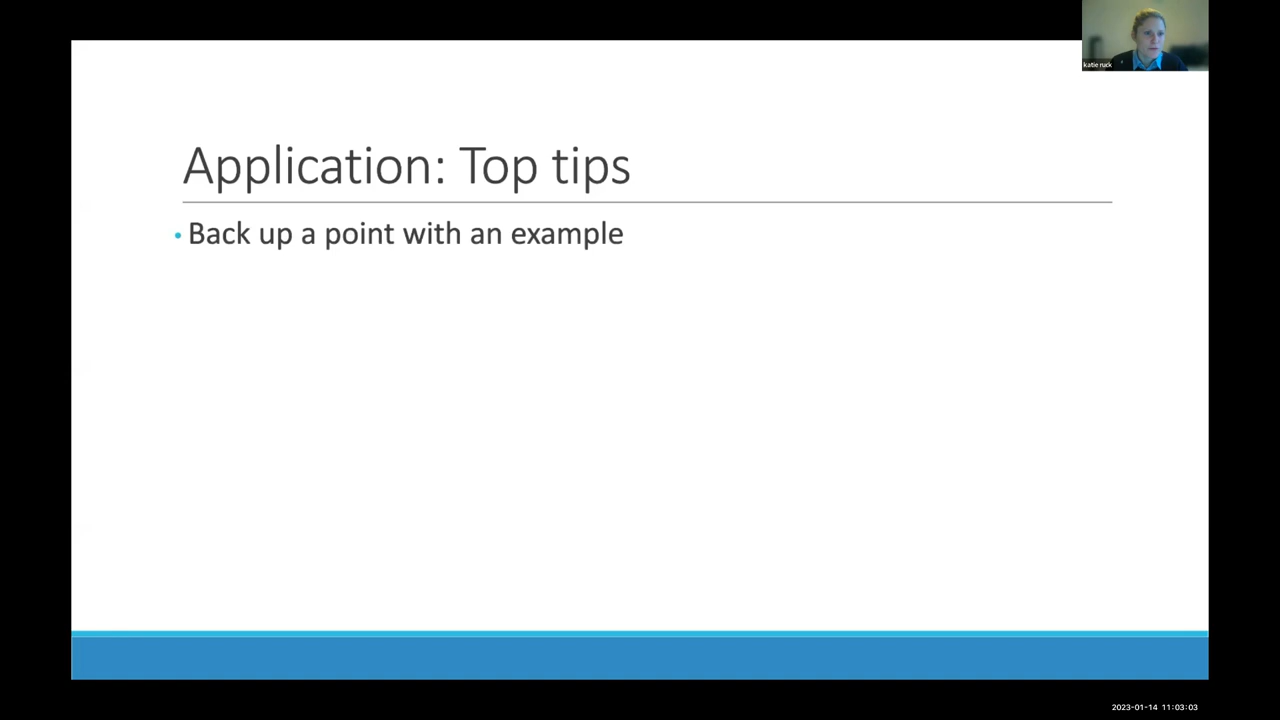 katie ruck
Application: Top tips
• Back up a point with an example
2023-01-14 11:03:03